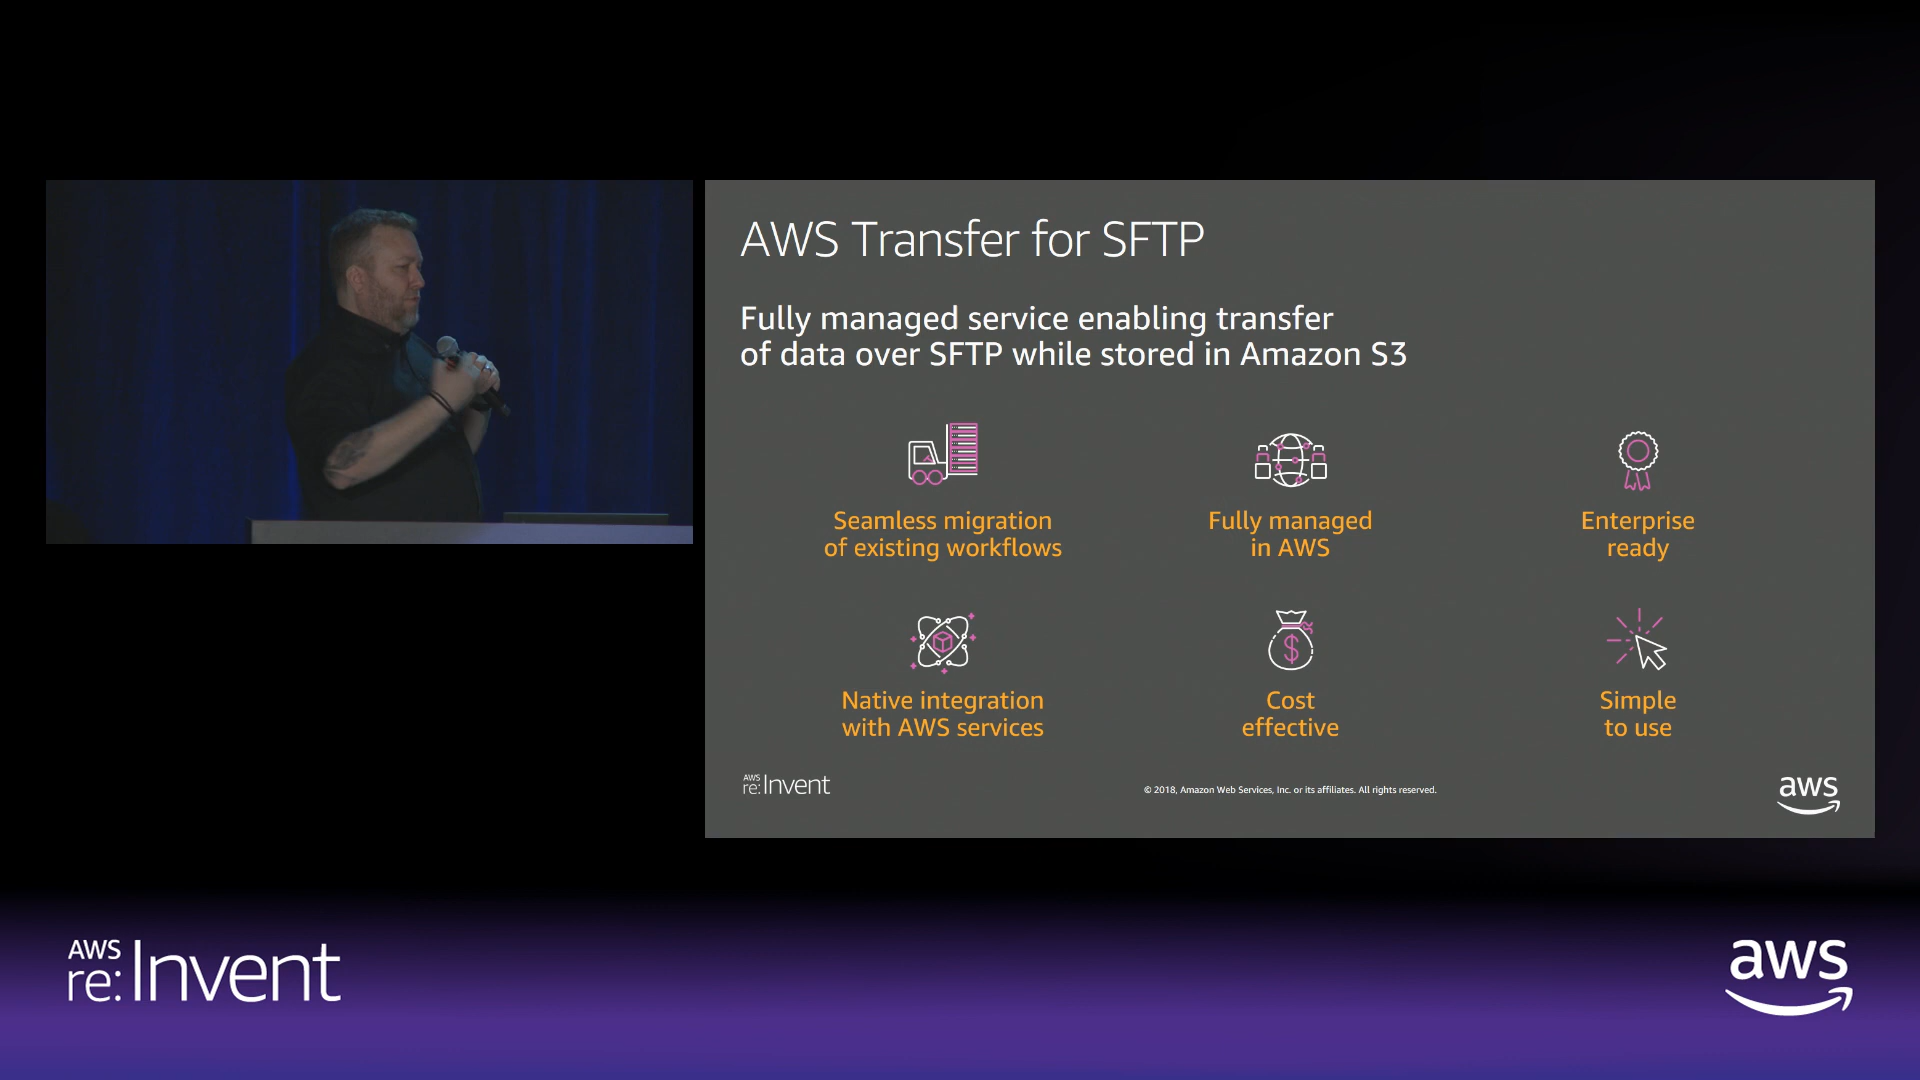 AWS Transfer for SFTP
Fully managed service enabling transfer
of data over SFTP while stored in Amazon S3
Seamless migration
of existing workflows
Fully managed
in AWS
Enterprise
ready
Native integration
with AWS services
$
Cost
effective
Simple
to use
AWS
re:Invent
© 2018, Amazon Web Services, Inc. or its affiliates. All rights reserved.
aws
AWS
re:Invent
aws